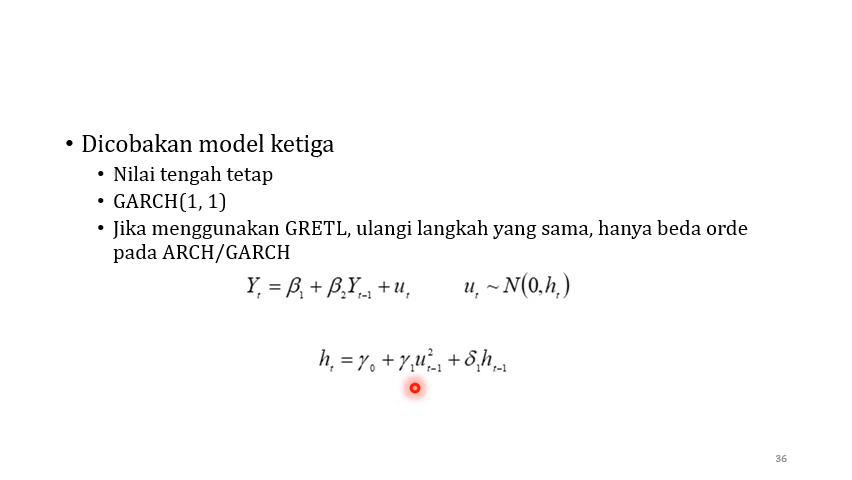 • Dicobakan model ketiga
• Nilai tengah tetap
• GARCH(1, 1)
• Jika menggunakan GRETL, ulangi langkah yang sama, hanya beda orde
pada ARCH/GARCH
Yₜ = β₁ + β₂Yₜ₋₁ + uₜ    uₜ ~ N(0,hₜ)
hₜ = γ₀ + γ₁u²ₜ₋₁ + δ₁hₜ₋₁
36